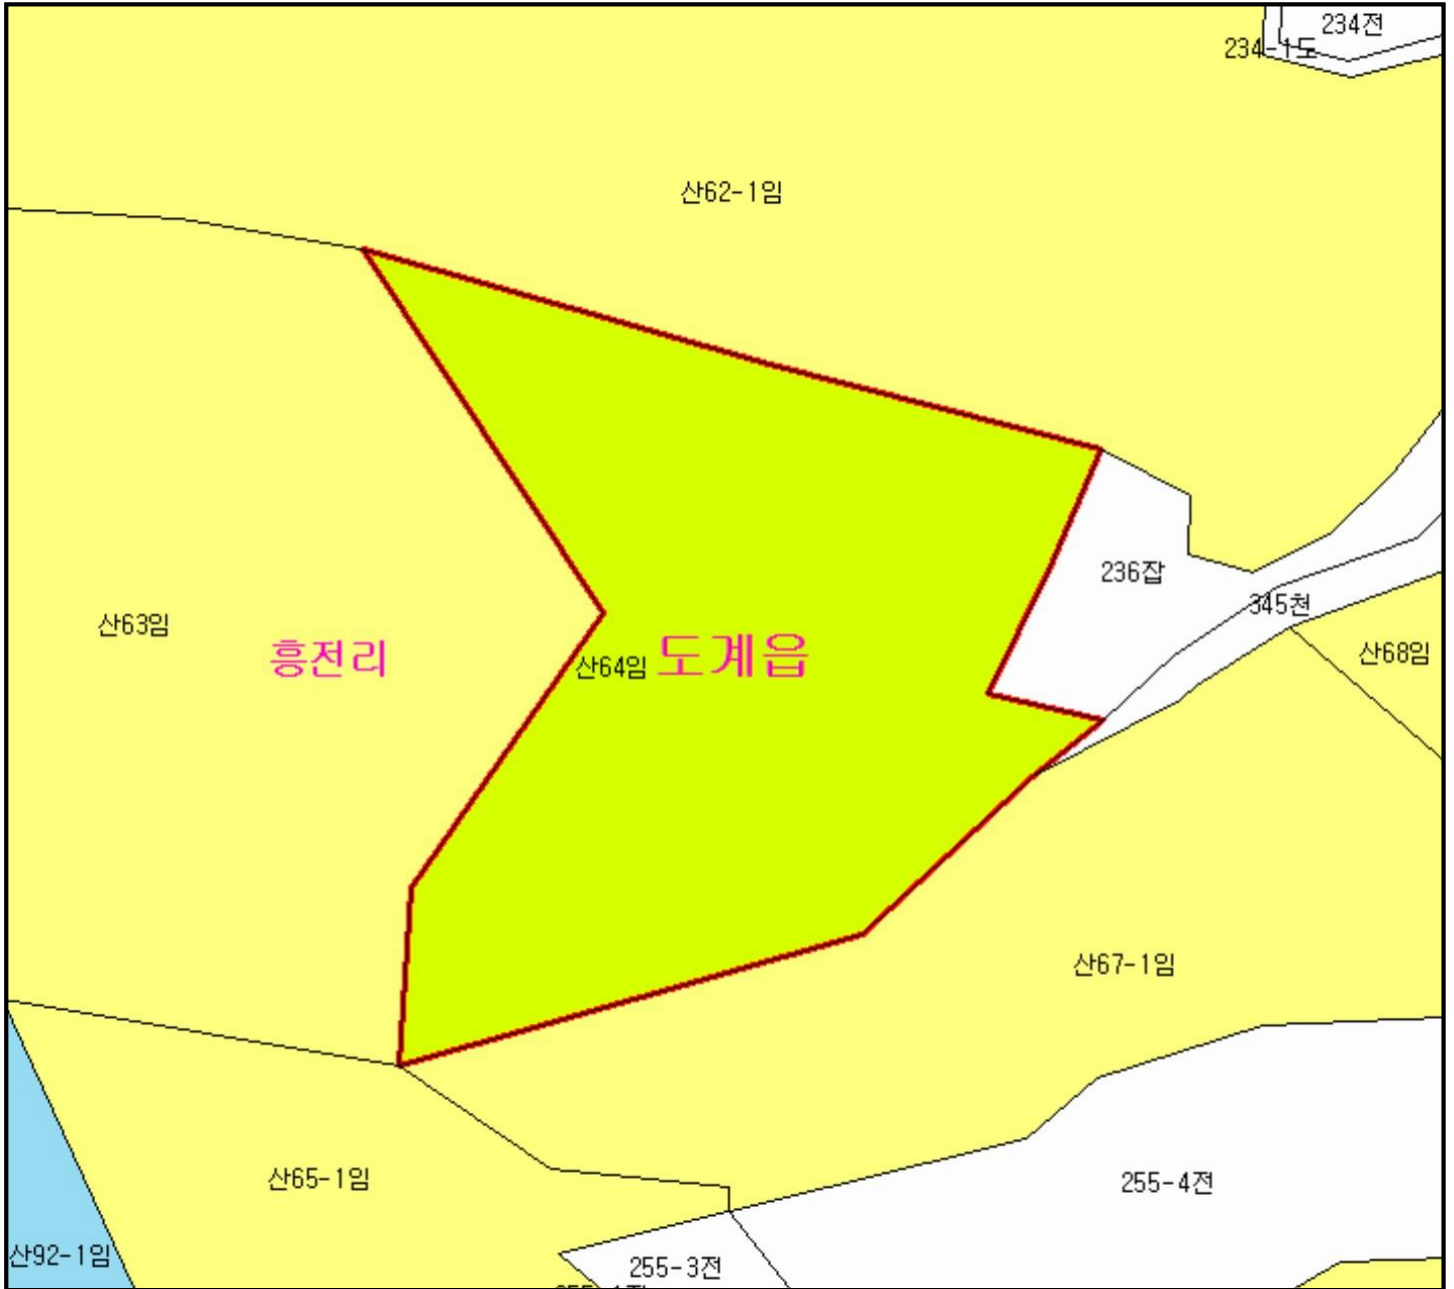 234전
234-1도
산62-1임
236잡
345천
산63임
흥전리
산64임
도계읍
산68임
산67-1임
산65-1임
255-4전
산92-1임
255-3전